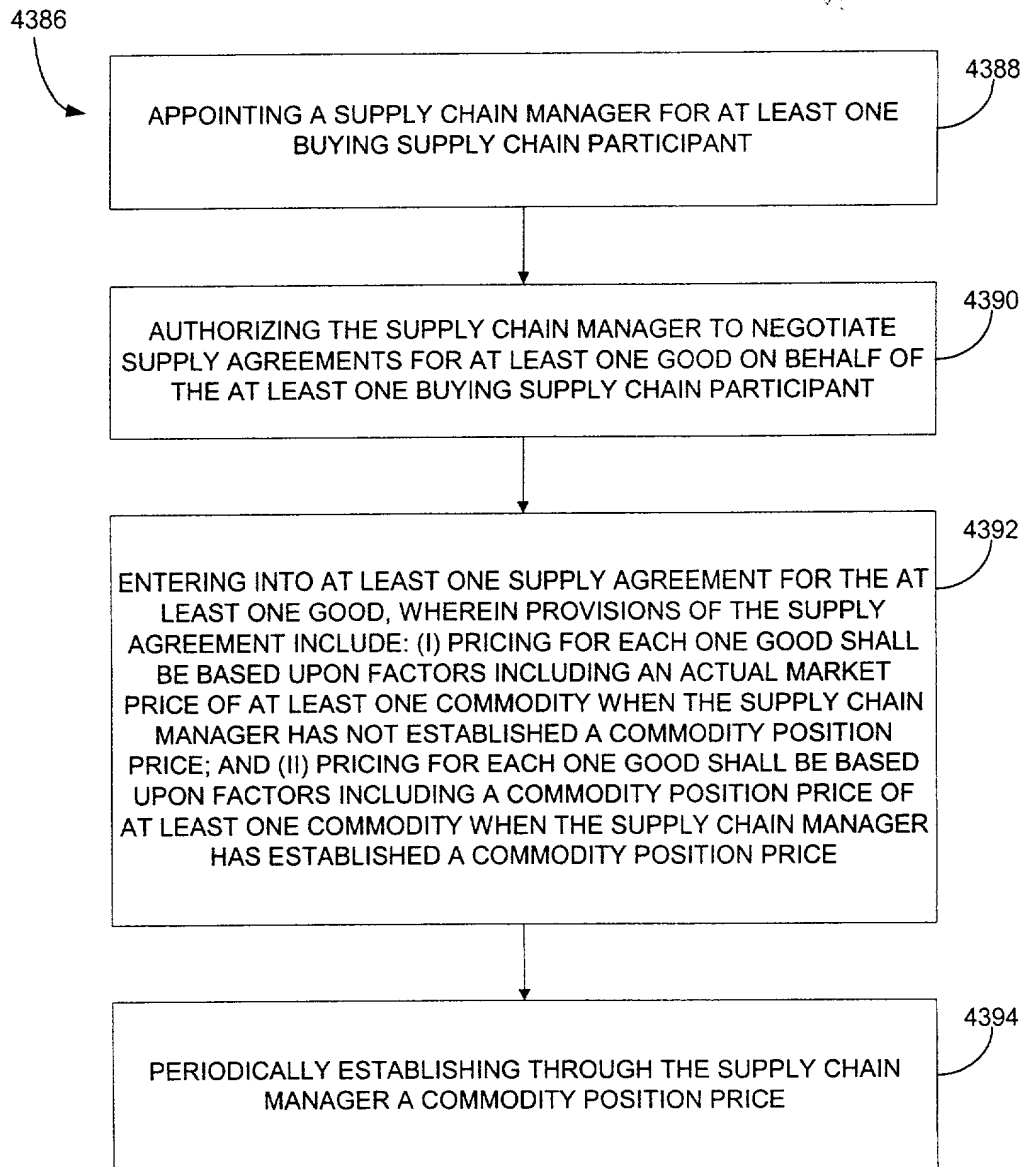 4386
4388
APPOINTING A SUPPLY CHAIN MANAGER FOR AT LEAST ONE
BUYING SUPPLY CHAIN PARTICIPANT
4390
AUTHORIZING THE SUPPLY CHAIN MANAGER TO NEGOTIATE
SUPPLY AGREEMENTS FOR AT LEAST ONE GOOD ON BEHALF OF
THE AT LEAST ONE BUYING SUPPLY CHAIN PARTICIPANT
4392
ENTERING INTO AT LEAST ONE SUPPLY AGREEMENT FOR THE AT
LEAST ONE GOOD, WHEREIN PROVISIONS OF THE SUPPLY
AGREEMENT INCLUDE: (I) PRICING FOR EACH ONE GOOD SHALL
BE BASED UPON FACTORS INCLUDING AN ACTUAL MARKET
PRICE OF AT LEAST ONE COMMODITY WHEN THE SUPPLY CHAIN
MANAGER HAS NOT ESTABLISHED A COMMODITY POSITION
PRICE; AND (II) PRICING FOR EACH ONE GOOD SHALL BE BASED
UPON FACTORS INCLUDING A COMMODITY POSITION PRICE OF
AT LEAST ONE COMMODITY WHEN THE SUPPLY CHAIN MANAGER
HAS ESTABLISHED A COMMODITY POSITION PRICE
4394
PERIODICALLY ESTABLISHING THROUGH THE SUPPLY CHAIN
MANAGER A COMMODITY POSITION PRICE